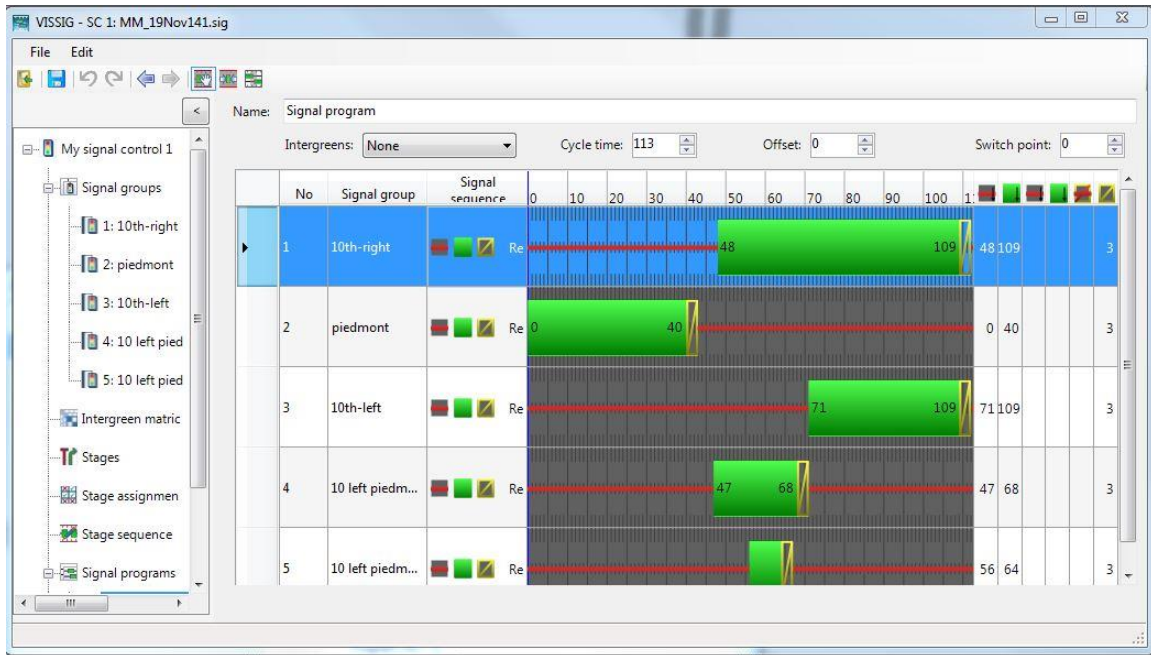 VISSIG - SC 1: MM_19Nov141.sig
File Edit
< Name: Signal program
Intergreens: None Cycle time: 113 Offset: 0 Switch point: 0
My signal control 1
Signal groups
1: 10th-right
2: piedmont
3: 10th-left
4: 10 left pied
5: 10 left pied
Intergreen matric
Stages
Stage assignmen
Stage sequence
Signal programs
No Signal group Signal sequence 0 10 20 30 40 50 60 70 80 90 100
1 10th-right Re 48 109 48 109 3
2 piedmont Re 0 40 0 40 3
3 10th-left Re 71 109 71 109 3
4 10 left piedm... Re 47 68 47 68 3
5 10 left piedm... Re 56 64 3